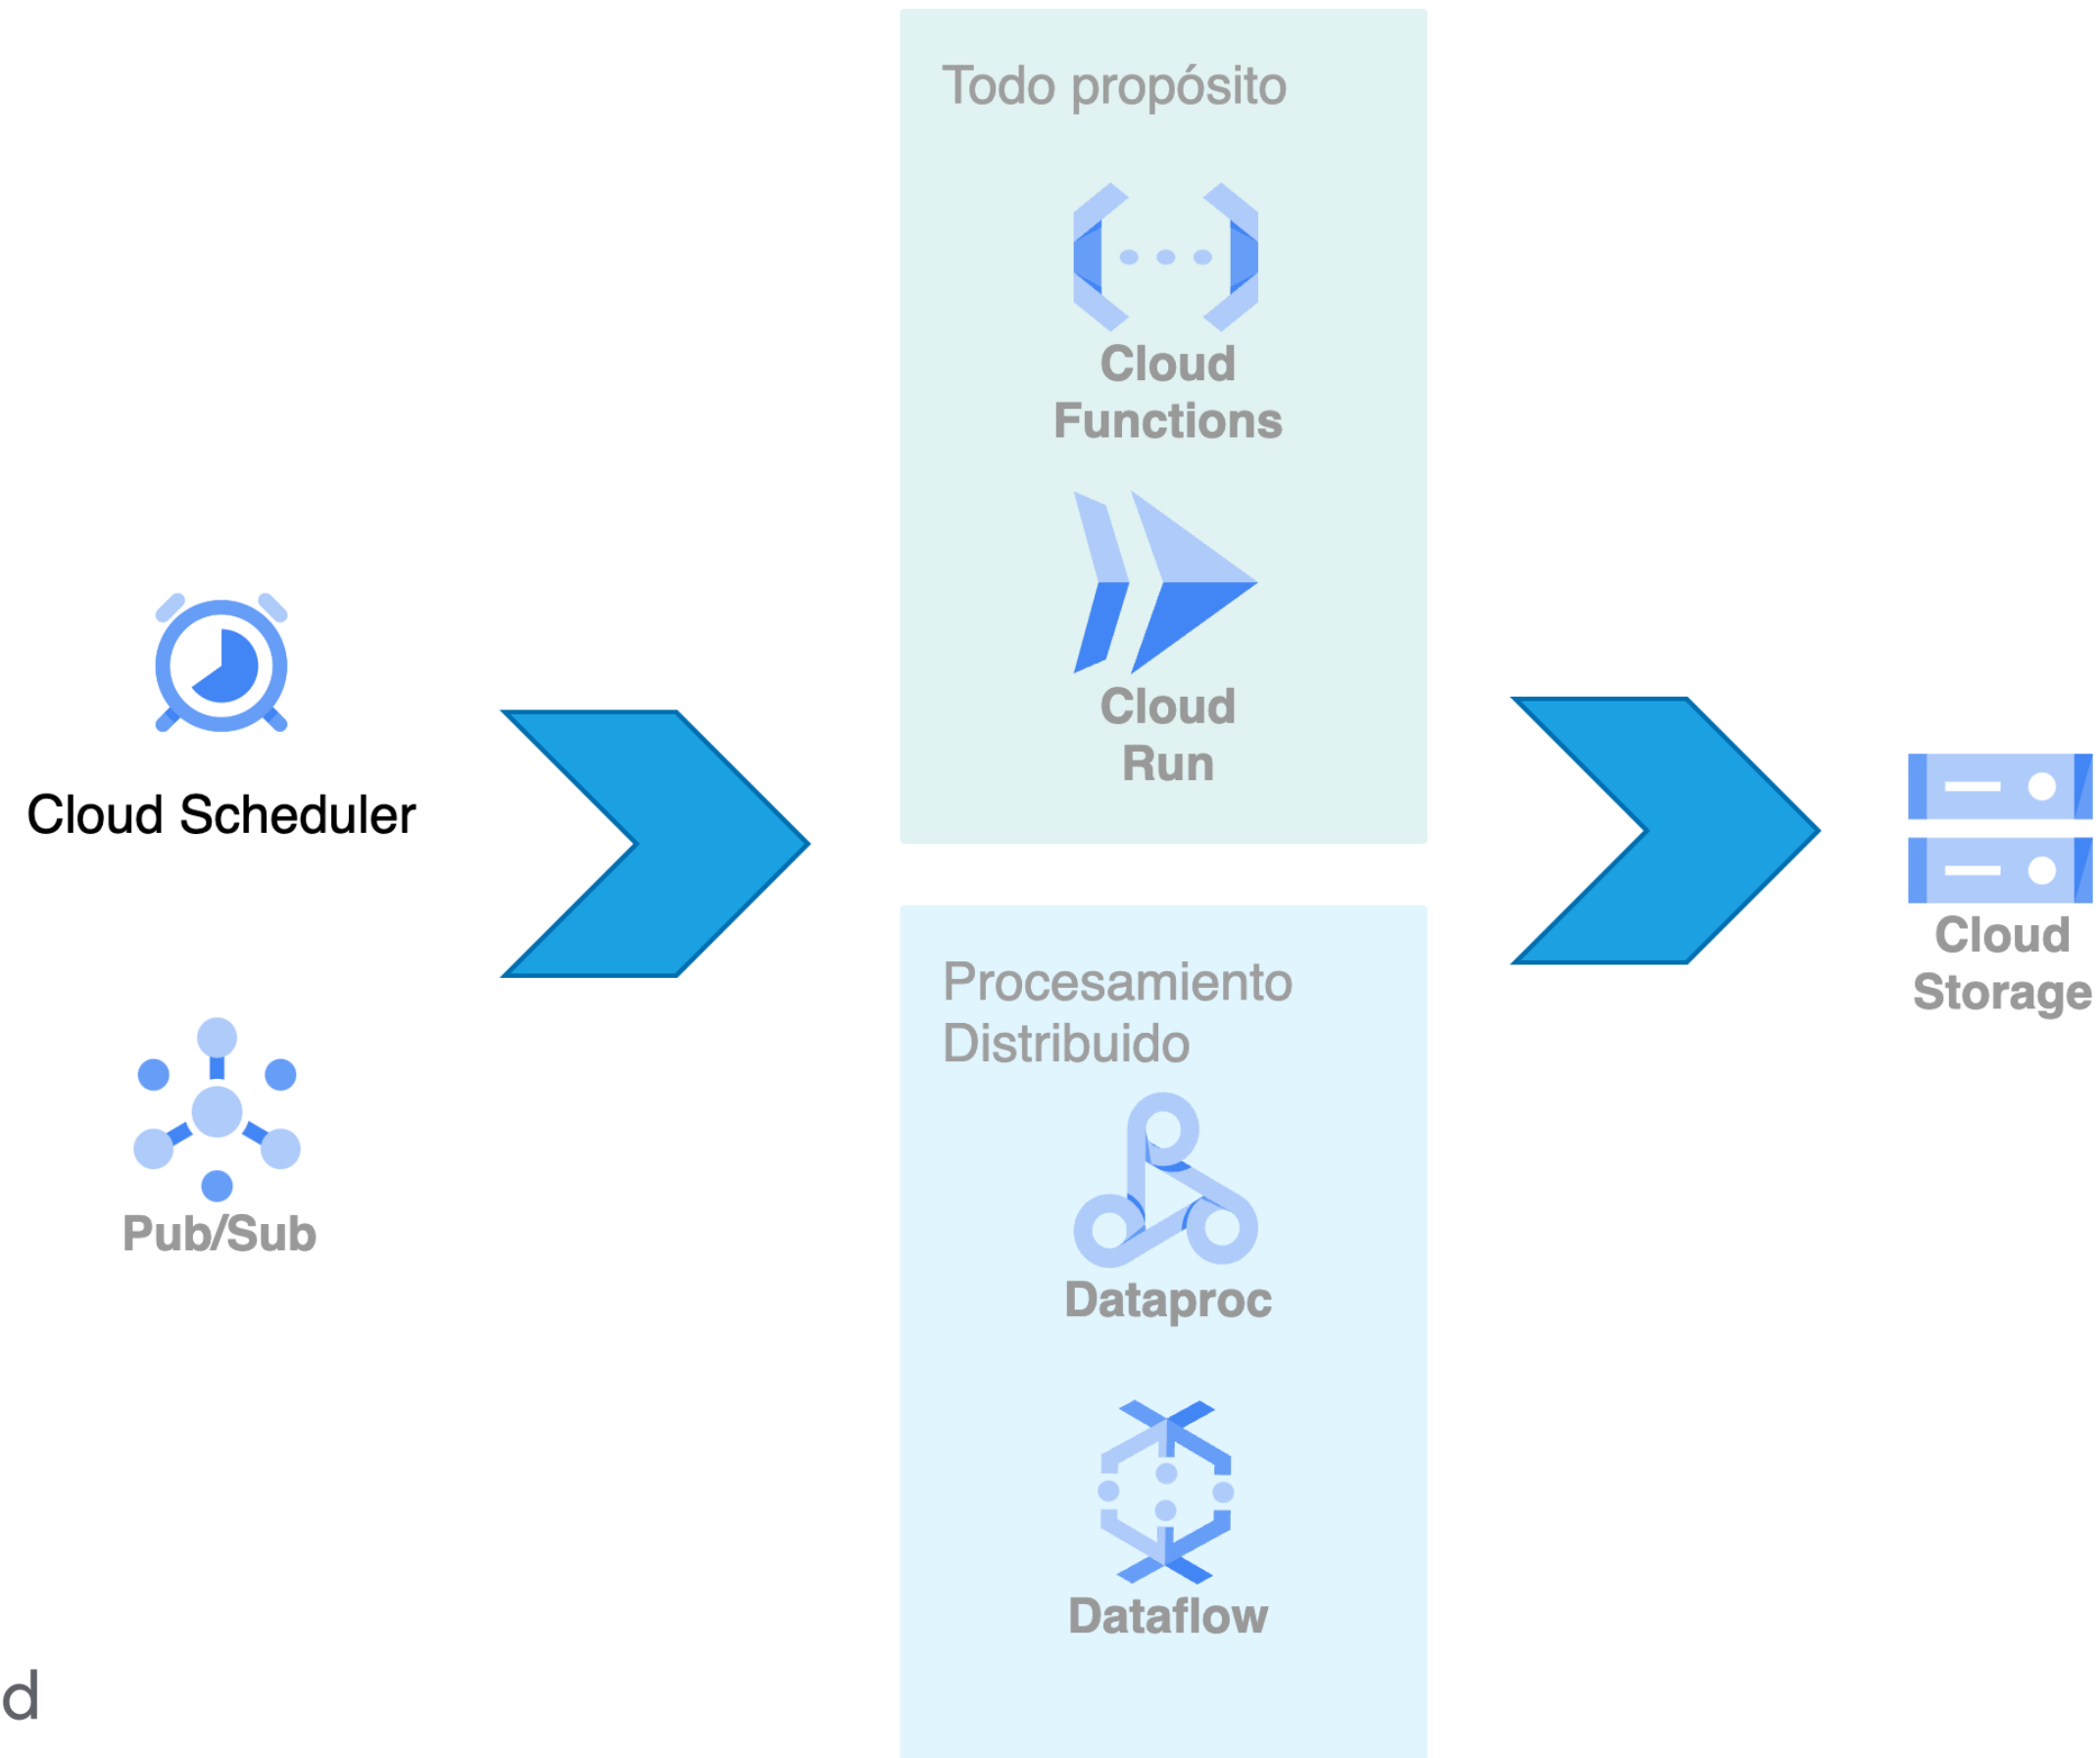 Todo propósito
Cloud
Functions
Cloud
Run
Cloud Scheduler
Cloud
Storage
Procesamiento
Distribuido
Pub/Sub
Dataproc
Dataflow
d